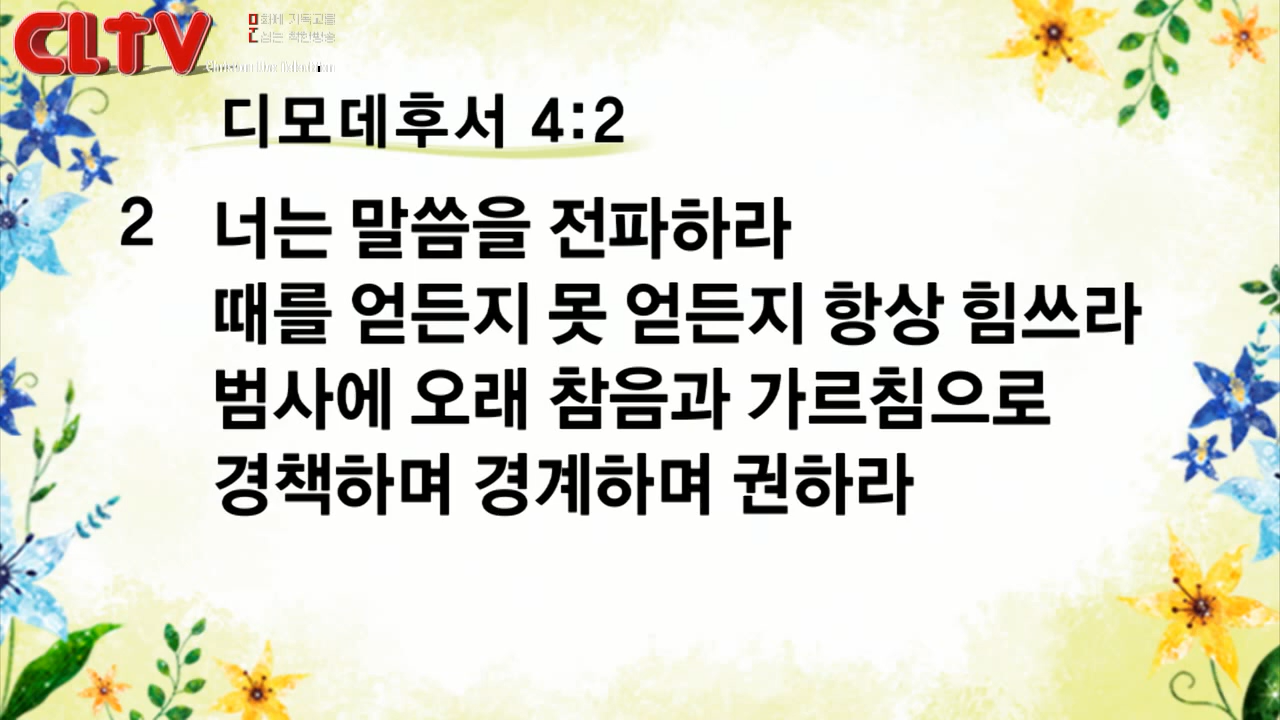 CLTV
디모데후서 4:2
2 너는 말씀을 전파하라
때를 얻든지 못 얻든지 항상 힘쓰라
범사에 오래 참음과 가르침으로
경책하며 경계하며 권하라